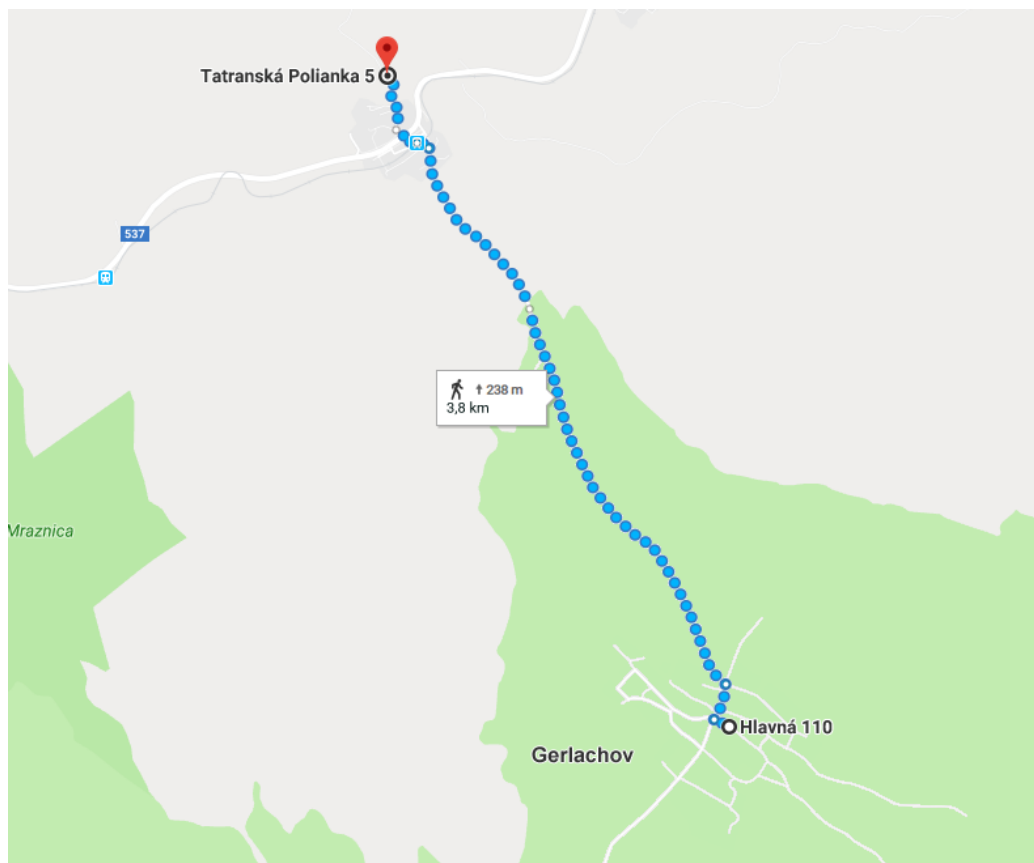 Tatranská Polianka 5
537
↑ 238 m
3,8 km
Mraznica
Hlavná 110
Gerlachov